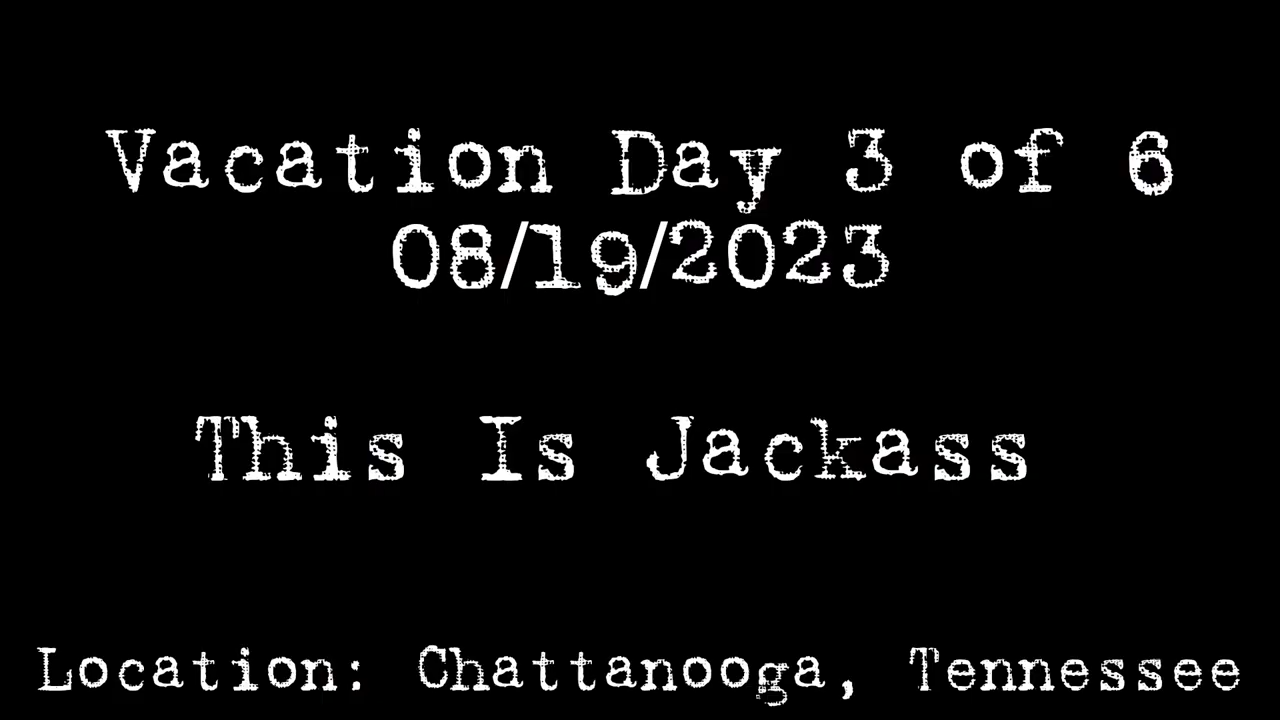 Vacation Day 3 of 6
08/19/2023
This Is Jackass
Location: Chattanooga, Tennessee